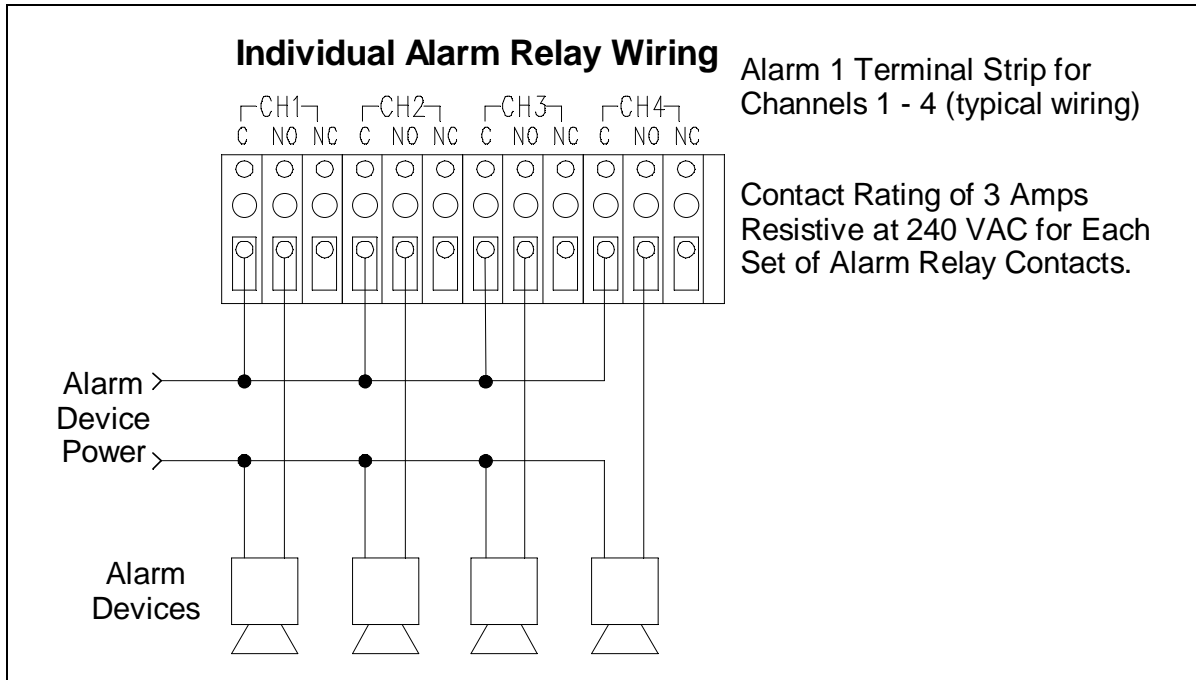 Individual Alarm Relay Wiring
Alarm 1 Terminal Strip for
Channels 1 - 4 (typical wiring)
CH1 CH2 CH3 CH4
C NO NC C NO NC C NO NC C NO NC
Contact Rating of 3 Amps
Resistive at 240 VAC for Each
Set of Alarm Relay Contacts.
Alarm
Device
Power
Alarm
Devices